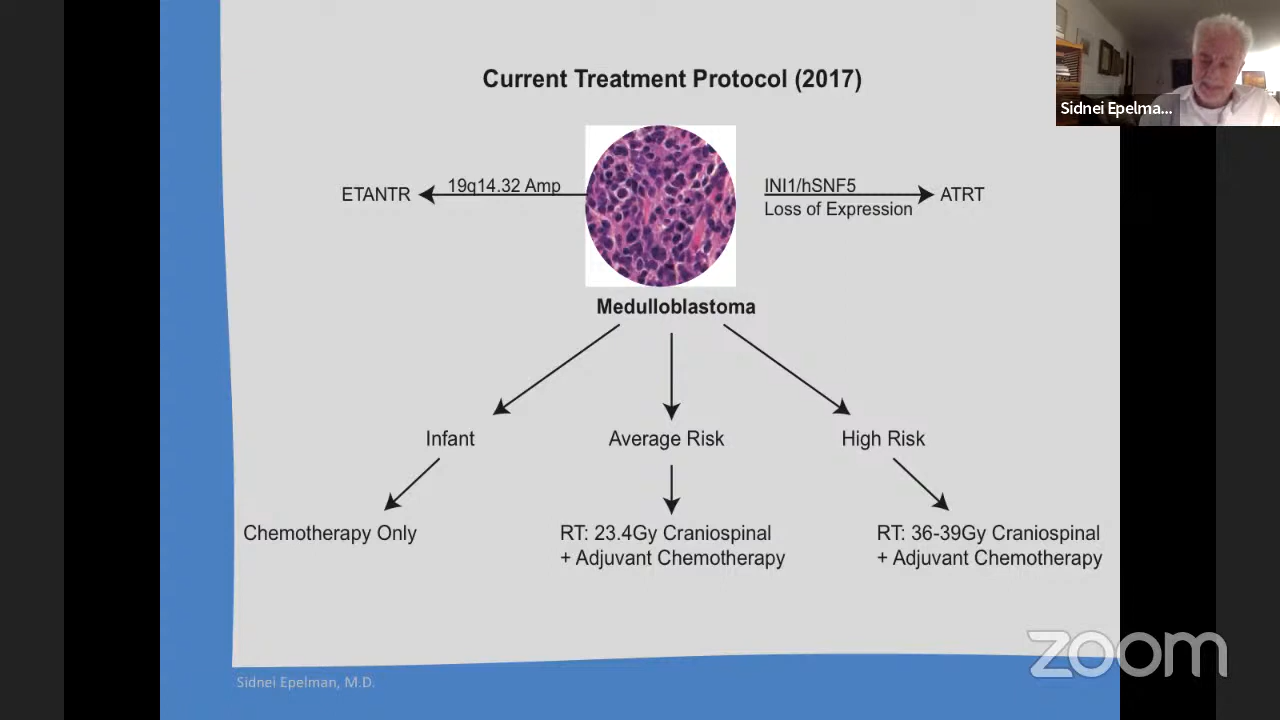 Current Treatment Protocol (2017)
Sidnei Epelma...
ETANTR
19q14.32 Amp
INI1/hSNF5
Loss of Expression
ATRT
Medulloblastoma
Infant
Average Risk
High Risk
Chemotherapy Only
RT: 23.4Gy Craniospinal
+ Adjuvant Chemotherapy
RT: 36-39Gy Craniospinal
+ Adjuvant Chemotherapy
zoom
Sidnei Epelman, M.D.